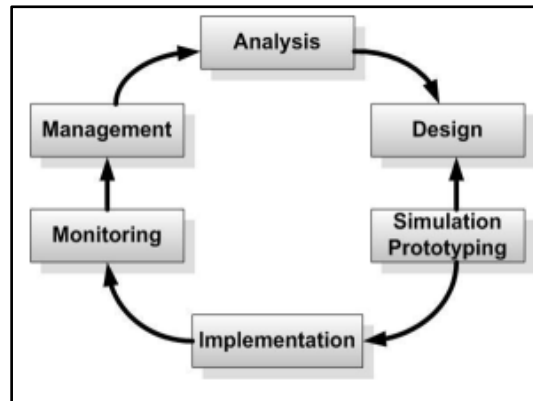 Analysis
Management
Design
Monitoring
Simulation
Prototyping
Implementation